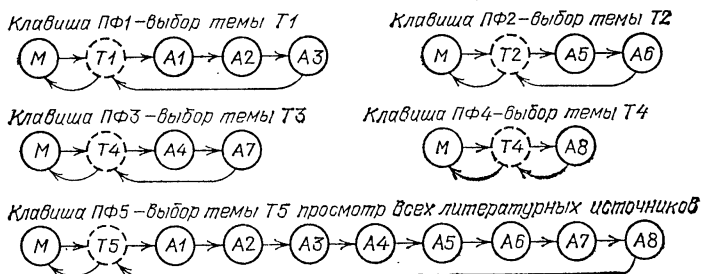 Клавиша ПФ1–выбор темы Т1
М Т1 А1 А2 А3
Клавиша ПФ2–выбор темы Т2
М Т2 А5 А6
Клавиша ПФ3–выбор темы Т3
М Т4 А4 А7
Клавиша ПФ4–выбор темы Т4
М Т4 А8
Клавиша ПФ5–выбор темы Т5 просмотр всех литературных источников
М Т5 А1 А2 А3 А4 А5 А6 А7 А8